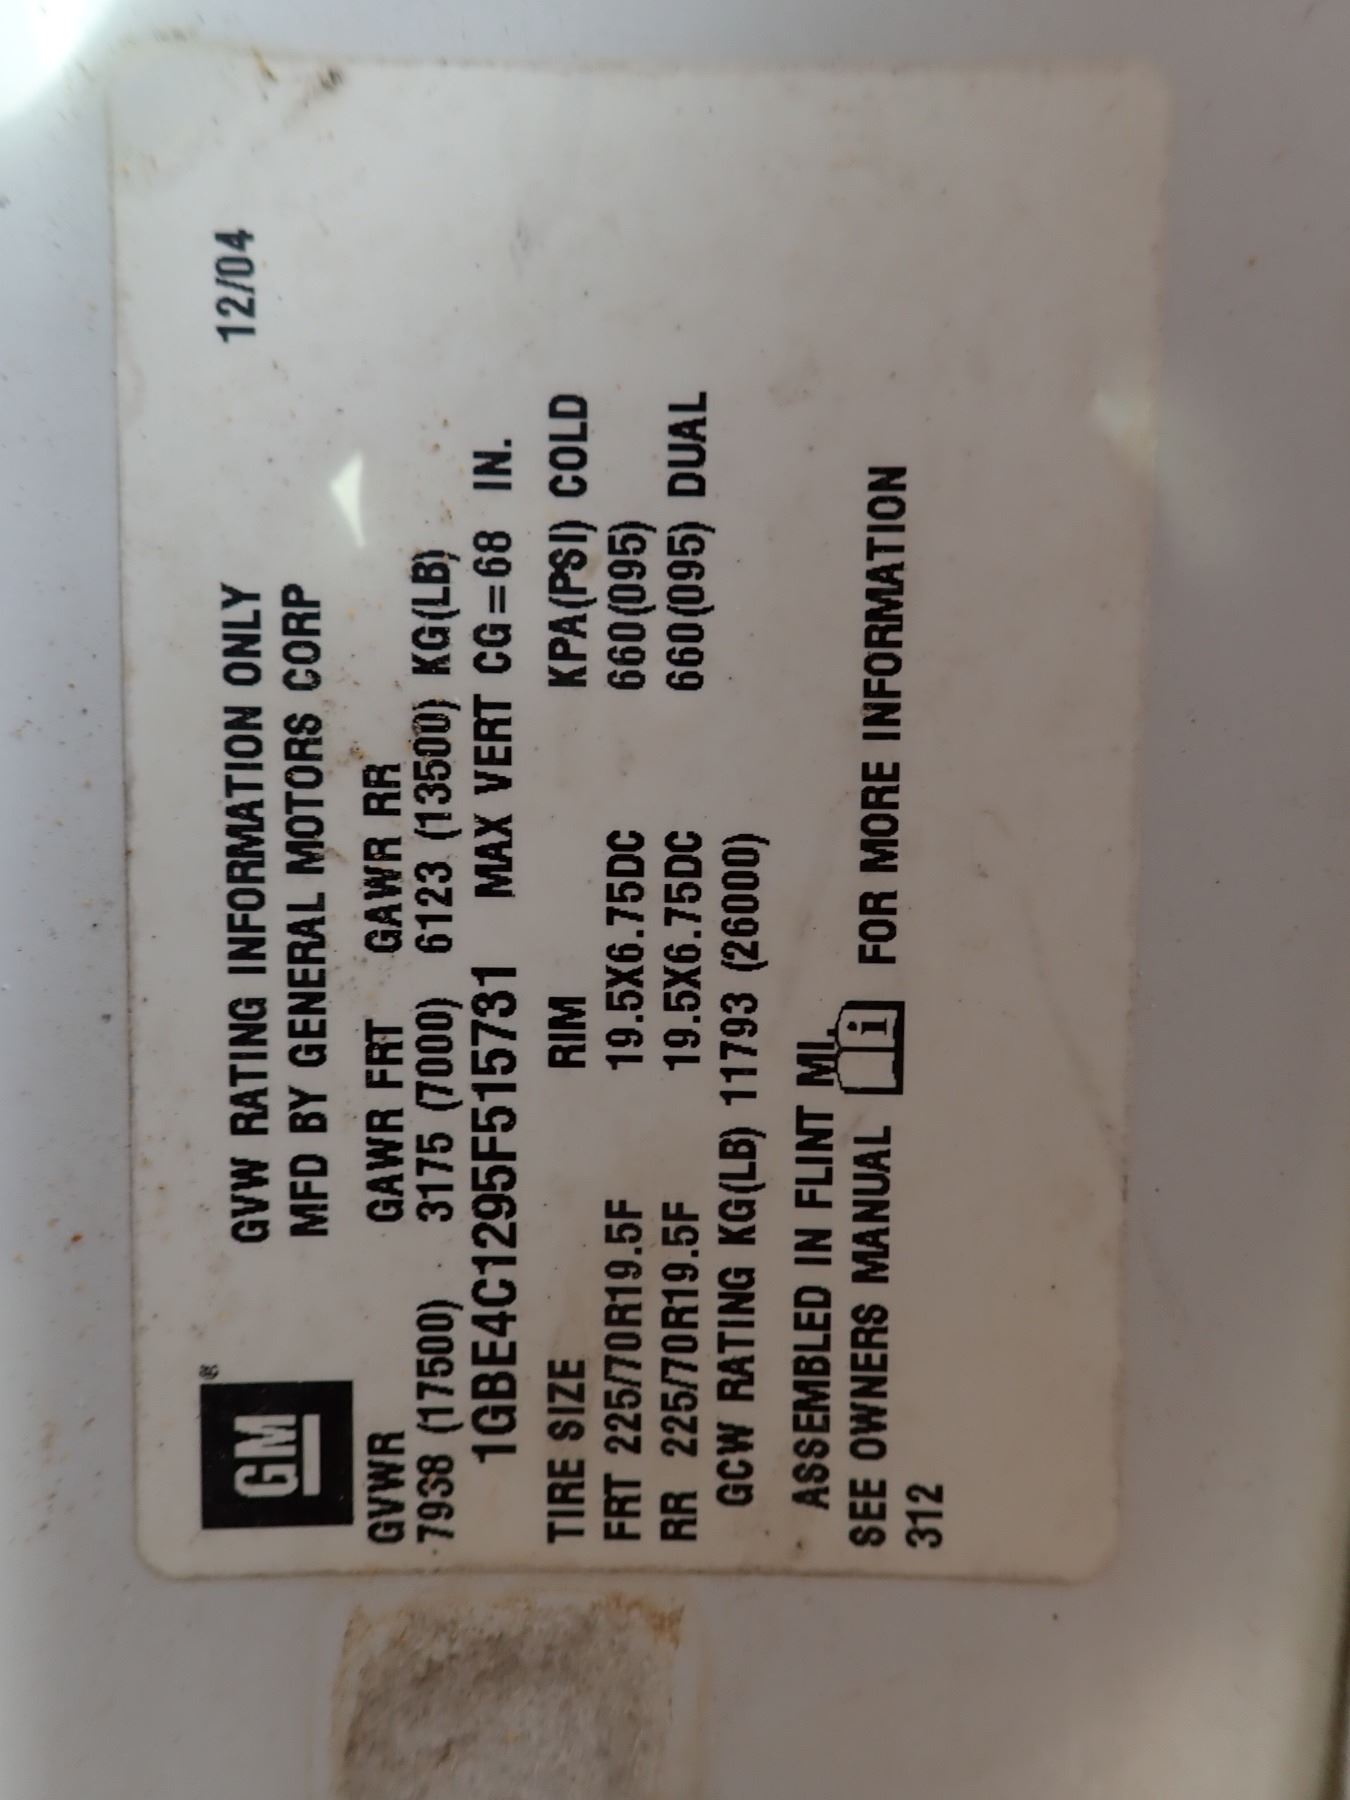 GM®
GVW RATING INFORMATION ONLY 12/04
MFD BY GENERAL MOTORS CORP
GVWR GAWR FRT GAWR RR
7938 (17500) 3175 (7000) 6123 (13500) KG(LB)
1GBE4C1295F515731 MAX VERT CG=68 IN.
TIRE SIZE RIM KPA(PSI) COLD
FRT 225/70R19.5F 19.5X6.75DC 660(095)
RR 225/70R19.5F 19.5X6.75DC 660(095) DUAL
GCW RATING KG(LB) 11793 (26000)
ASSEMBLED IN FLINT MI.
SEE OWNERS MANUAL i FOR MORE INFORMATION
312